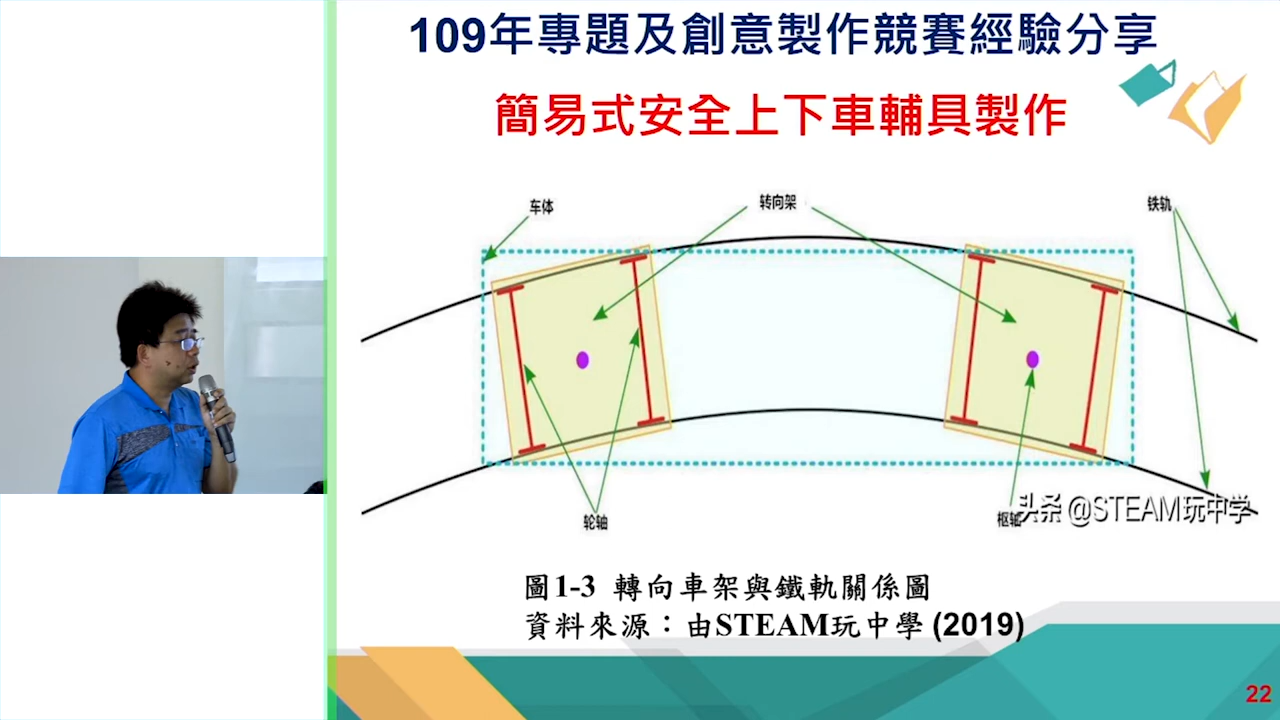 109年專題及創意製作競賽經驗分享
簡易式安全上下車輔具製作
车体
转向架
铁轨
轮轴
枢轴
头条 @STEAM玩中学
圖1-3 轉向車架與鐵軌關係圖
資料來源：由STEAM玩中學 (2019)
22